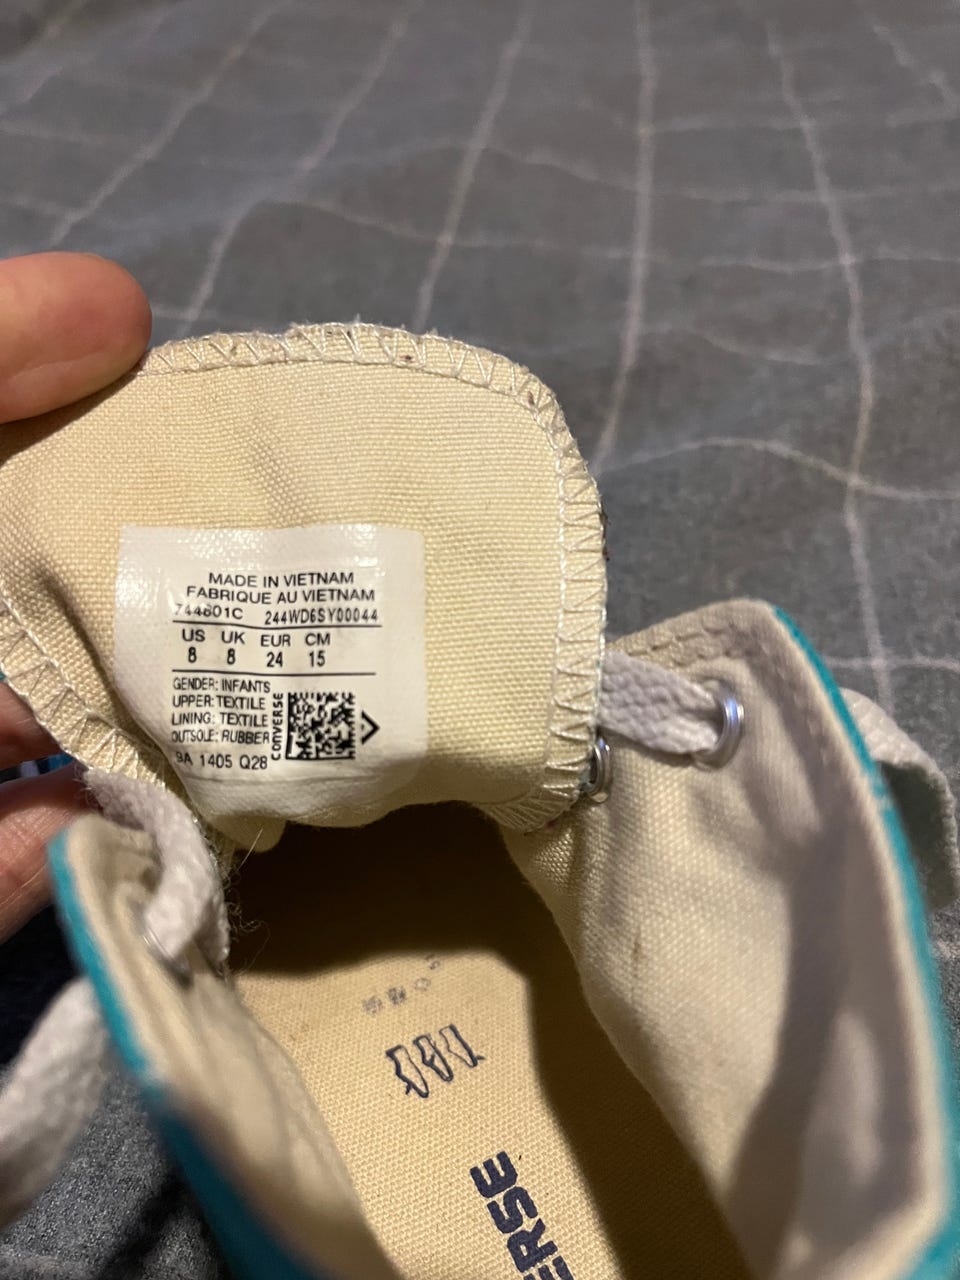 MADE IN VIETNAM
FABRIQUE AU VIETNAM
744801C 244WD6SY00044
US UK EUR CM
8 8 24 15
GENDER: INFANTS
UPPER: TEXTILE
LINING: TEXTILE
OUTSOLE: RUBBER
CONVERSE
9A 1405 Q28
ERSE